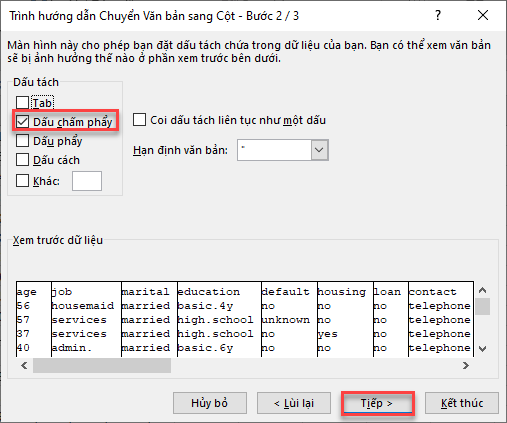 Trình hướng dẫn Chuyển Văn bản sang Cột - Bước 2 / 3
Màn hình này cho phép bạn đặt dấu tách chứa trong dữ liệu của bạn. Bạn có thể xem văn bản
sẽ bị ảnh hưởng thế nào ở phần xem trước bên dưới.
Dấu tách
Tab
Dấu chấm phẩy
Dấu phẩy
Dấu cách
Khác:
Coi dấu tách liên tục như một dấu
Hạn định văn bản: "
Xem trước dữ liệu
age job marital education default housing loan contact
56 housemaid married basic.4y no no no telephone
57 services married high.school unknown no no telephone
37 services married high.school no yes no telephone
40 admin. married basic.6y no no no telephone
Hủy bỏ < Lùi lại Tiếp > Kết thúc